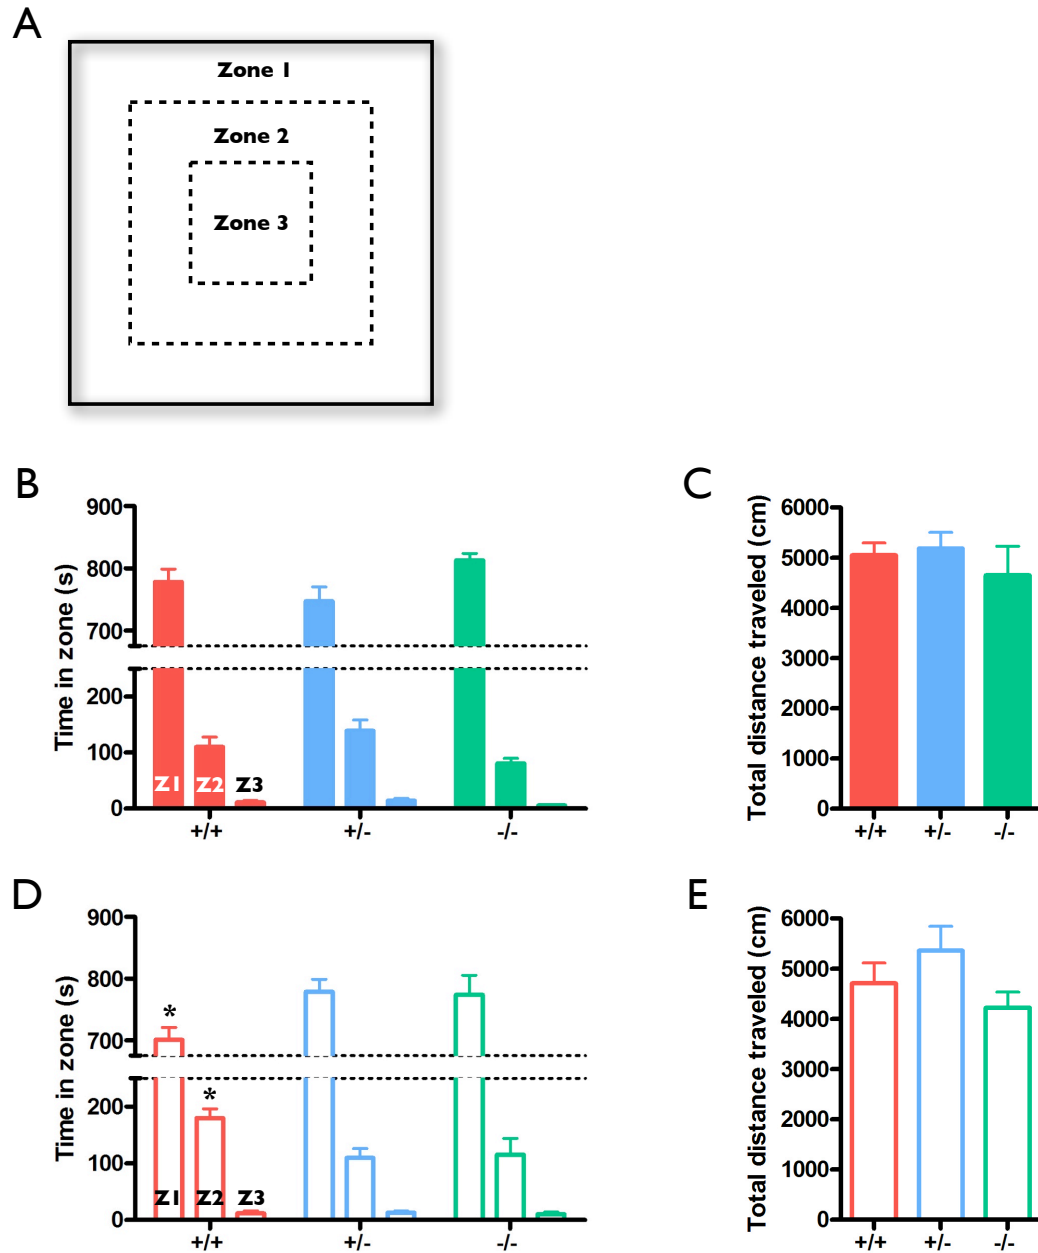 A
Zone 1
Zone 2
Zone 3
B
Time in zone (s)
900
800
700
200
100
0
Z1 Z2 Z3
+/+ +/- -/-
C
Total distance traveled (cm)
6000
5000
4000
3000
2000
1000
0
+/+ +/- -/-
D
Time in zone (s)
900
800
700
200
100
0
*
*
Z1 Z2 Z3
+/+ +/- -/-
E
Total distance traveled (cm)
6000
5000
4000
3000
2000
1000
0
+/+ +/- -/-